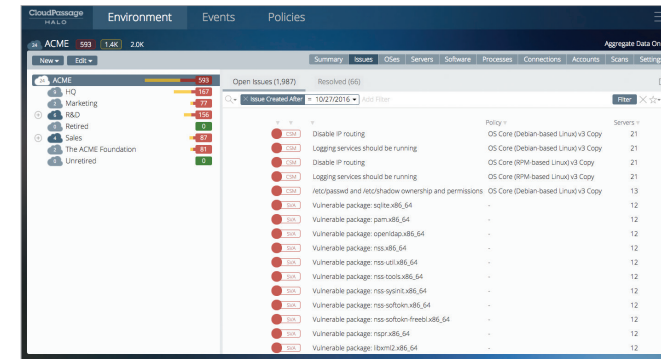 CloudPassage
HALO
Environment
Events
Policies
24 ACME 593 1.4K 2.0K
Aggregate Data On
New Edit
Summary Issues OSes Servers Software Processes Connections Accounts Scans Setting
ACME 593
HQ 167
Marketing 77
R&D 156
Retired 0
Sales 87
The ACME Foundation 81
Unretired 0
Open Issues (1,987) Resolved (66)
Issue Created After = 10/27/2016 Add Filter Filter
Policy Servers
CSM Disable IP routing OS Core (Debian-based Linux) v3 Copy 21
CSM Logging services should be running OS Core (Debian-based Linux) v3 Copy 21
CSM Disable IP routing OS Core (RPM-based Linux) v3 Copy 21
CSM Logging services should be running OS Core (RPM-based Linux) v3 Copy 21
CSM /etc/passwd and /etc/shadow ownership and permissions OS Core (Debian-based Linux) v3 Copy 13
SVA Vulnerable package: sqlite.x86_64 - 12
SVA Vulnerable package: pam.x86_64 - 12
SVA Vulnerable package: openldap.x86_64 - 12
SVA Vulnerable package: nss.x86_64 - 12
SVA Vulnerable package: nss-util.x86_64 - 12
SVA Vulnerable package: nss-tools.x86_64 - 12
SVA Vulnerable package: nss-sysinit.x86_64 - 12
SVA Vulnerable package: nss-softokn.x86_64 - 12
SVA Vulnerable package: nss-softokn-freebl.x86_64 - 12
SVA Vulnerable package: nspr.x86_64 - 12
SVA Vulnerable package: libxml2.x86_64 - 12